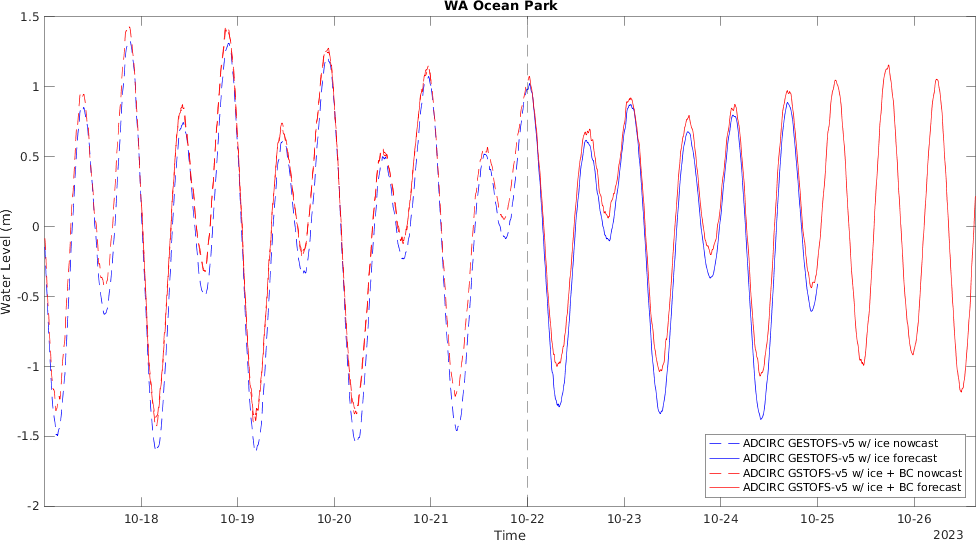 WA Ocean Park
1.5
1
0.5
0
-0.5
-1
-1.5
-2
Water Level (m)
ADCIRC GESTOFS-v5 w/ ice nowcast
ADCIRC GESTOFS-v5 w/ ice forecast
ADCIRC GSTOFS-v5 w/ ice + BC nowcast
ADCIRC GSTOFS-v5 w/ ice + BC forecast
10-18 10-19 10-20 10-21 10-22 10-23 10-24 10-25 10-26
Time
2023